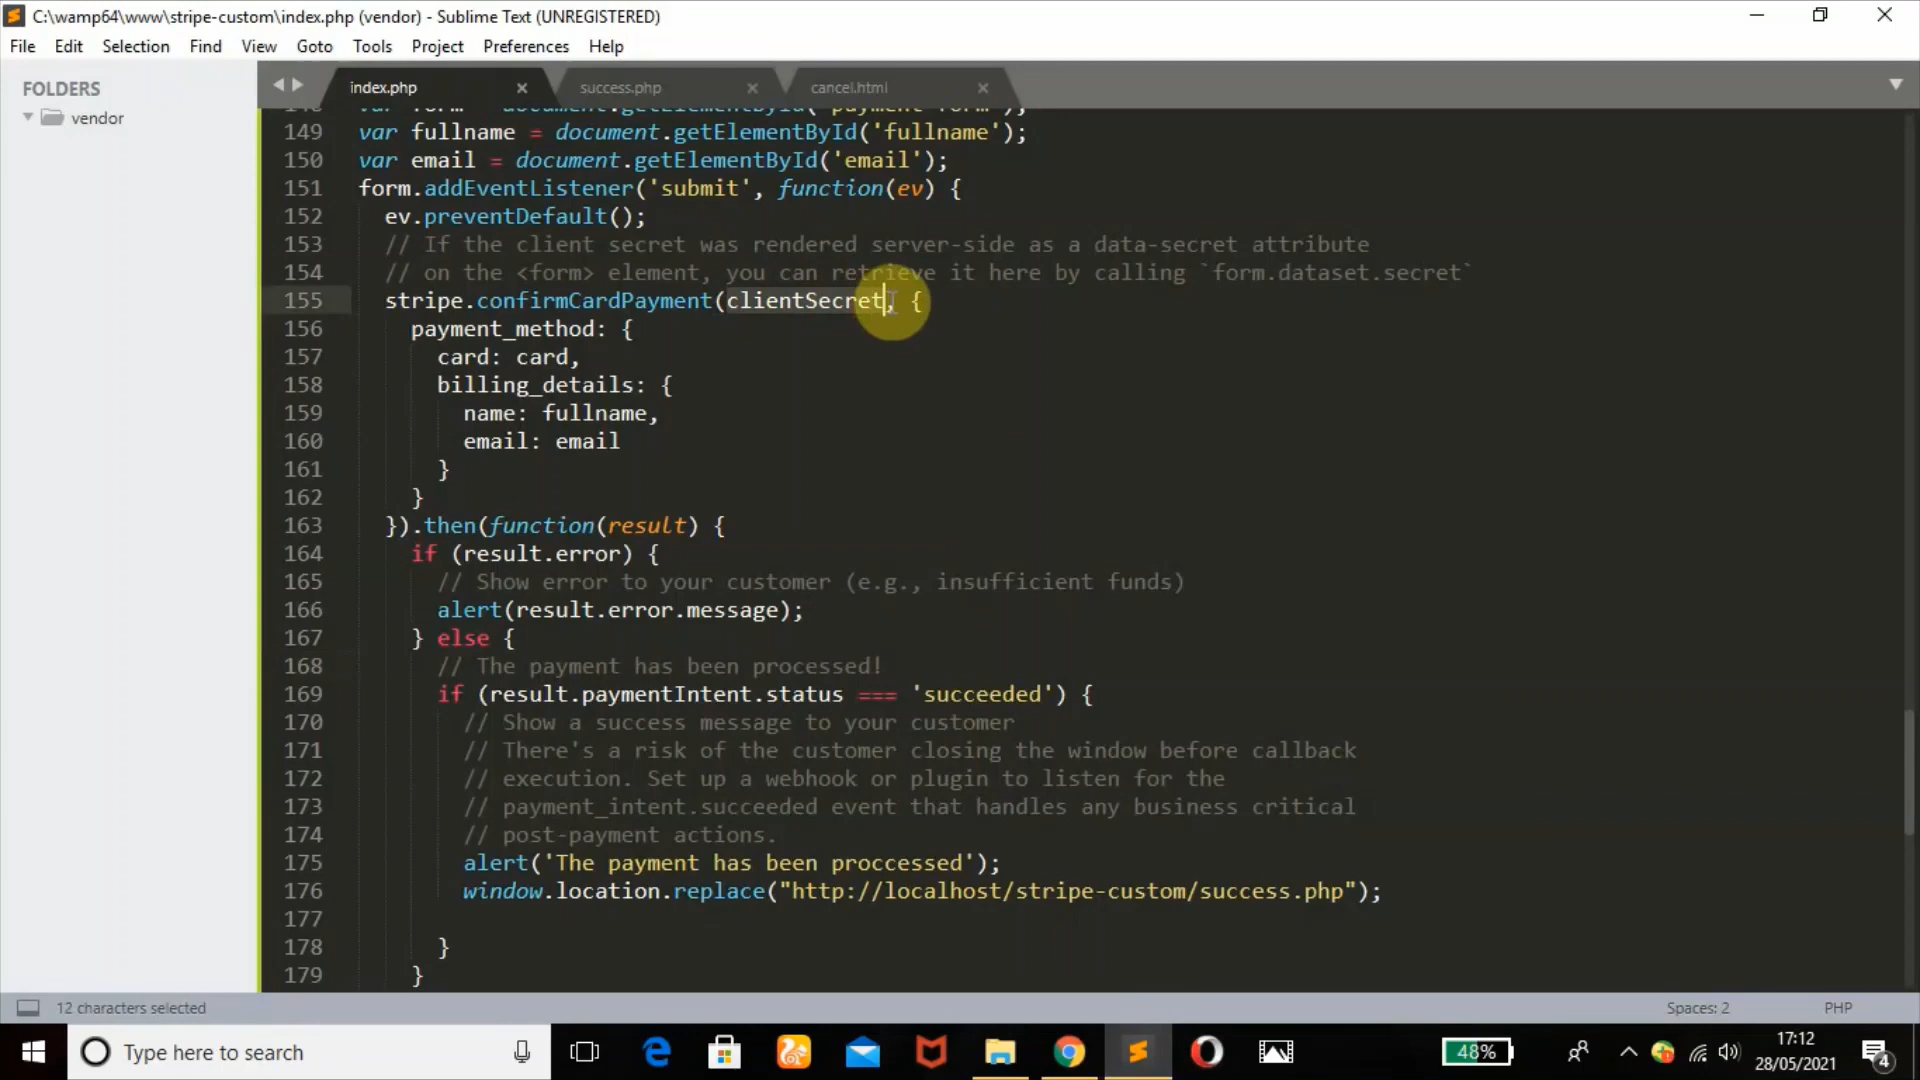 C:\wamp64\www\stripe-custom\index.php (vendor) - Sublime Text (UNREGISTERED)
File Edit Selection Find View Goto Tools Project Preferences Help
FOLDERS
vendor
index.php success.php cancel.html
148 var form = document.getElementById('payment-form');
149 var fullname = document.getElementById('fullname');
150 var email = document.getElementById('email');
151 form.addEventListener('submit', function(ev) {
152 ev.preventDefault();
153 // If the client secret was rendered server-side as a data-secret attribute
154 // on the <form> element, you can retrieve it here by calling `form.dataset.secret`
155 stripe.confirmCardPayment(clientSecret, {
156 payment_method: {
157 card: card,
158 billing_details: {
159 name: fullname,
160 email: email
161 }
162 }
163 }).then(function(result) {
164 if (result.error) {
165 // Show error to your customer (e.g., insufficient funds)
166 alert(result.error.message);
167 } else {
168 // The payment has been processed!
169 if (result.paymentIntent.status === 'succeeded') {
170 // Show a success message to your customer
171 // There's a risk of the customer closing the window before callback
172 // execution. Set up a webhook or plugin to listen for the
173 // payment_intent.succeeded event that handles any business critical
174 // post-payment actions.
175 alert('The payment has been proccessed');
176 window.location.replace("http://localhost/stripe-custom/success.php");
177
178 }
179 }
12 characters selected Spaces: 2 PHP
Type here to search
48%
17:12
28/05/2021
4